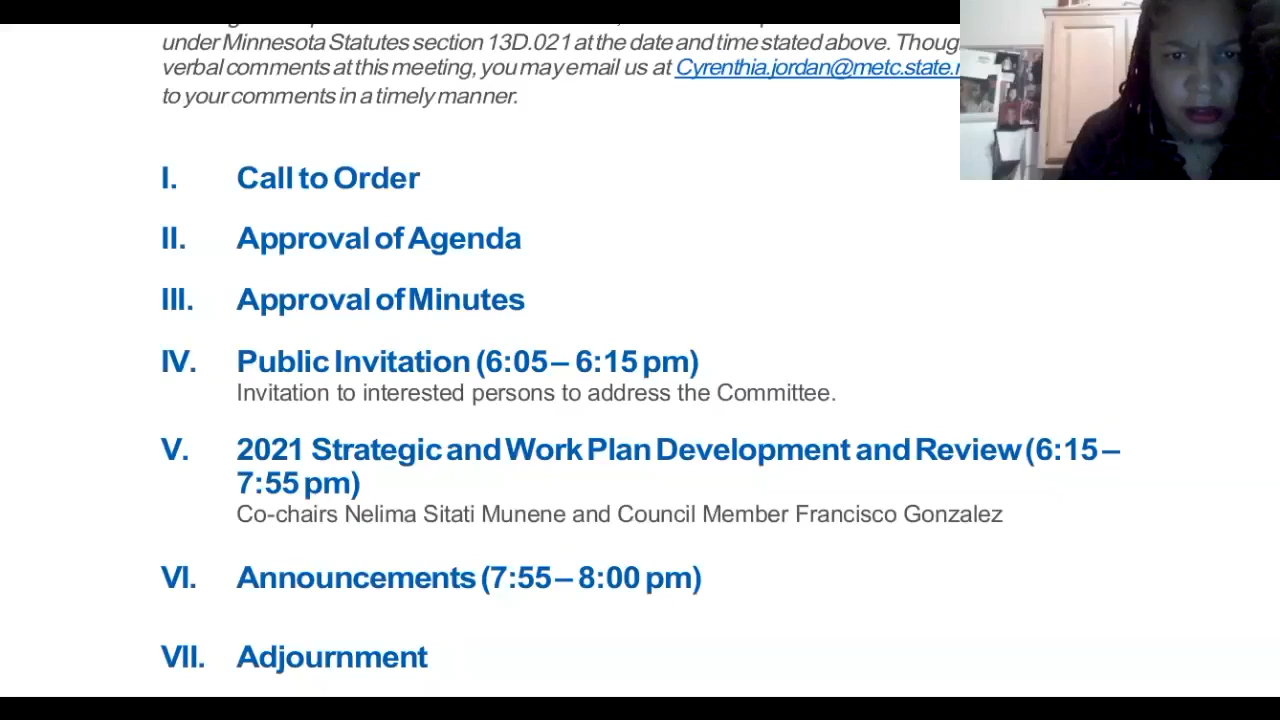 under Minnesota Statutes section 13D.021 at the date and time stated above. Thoug
verbal comments at this meeting, you may email us at Cyrenthia.jordan@metc.state.
to your comments in a timely manner.
I. Call to Order
II. Approval of Agenda
III. Approval of Minutes
IV. Public Invitation (6:05 – 6:15 pm)
Invitation to interested persons to address the Committee.
V. 2021 Strategic and Work Plan Development and Review (6:15 –
7:55 pm)
Co-chairs Nelima Sitati Munene and Council Member Francisco Gonzalez
VI. Announcements (7:55 – 8:00 pm)
VII. Adjournment